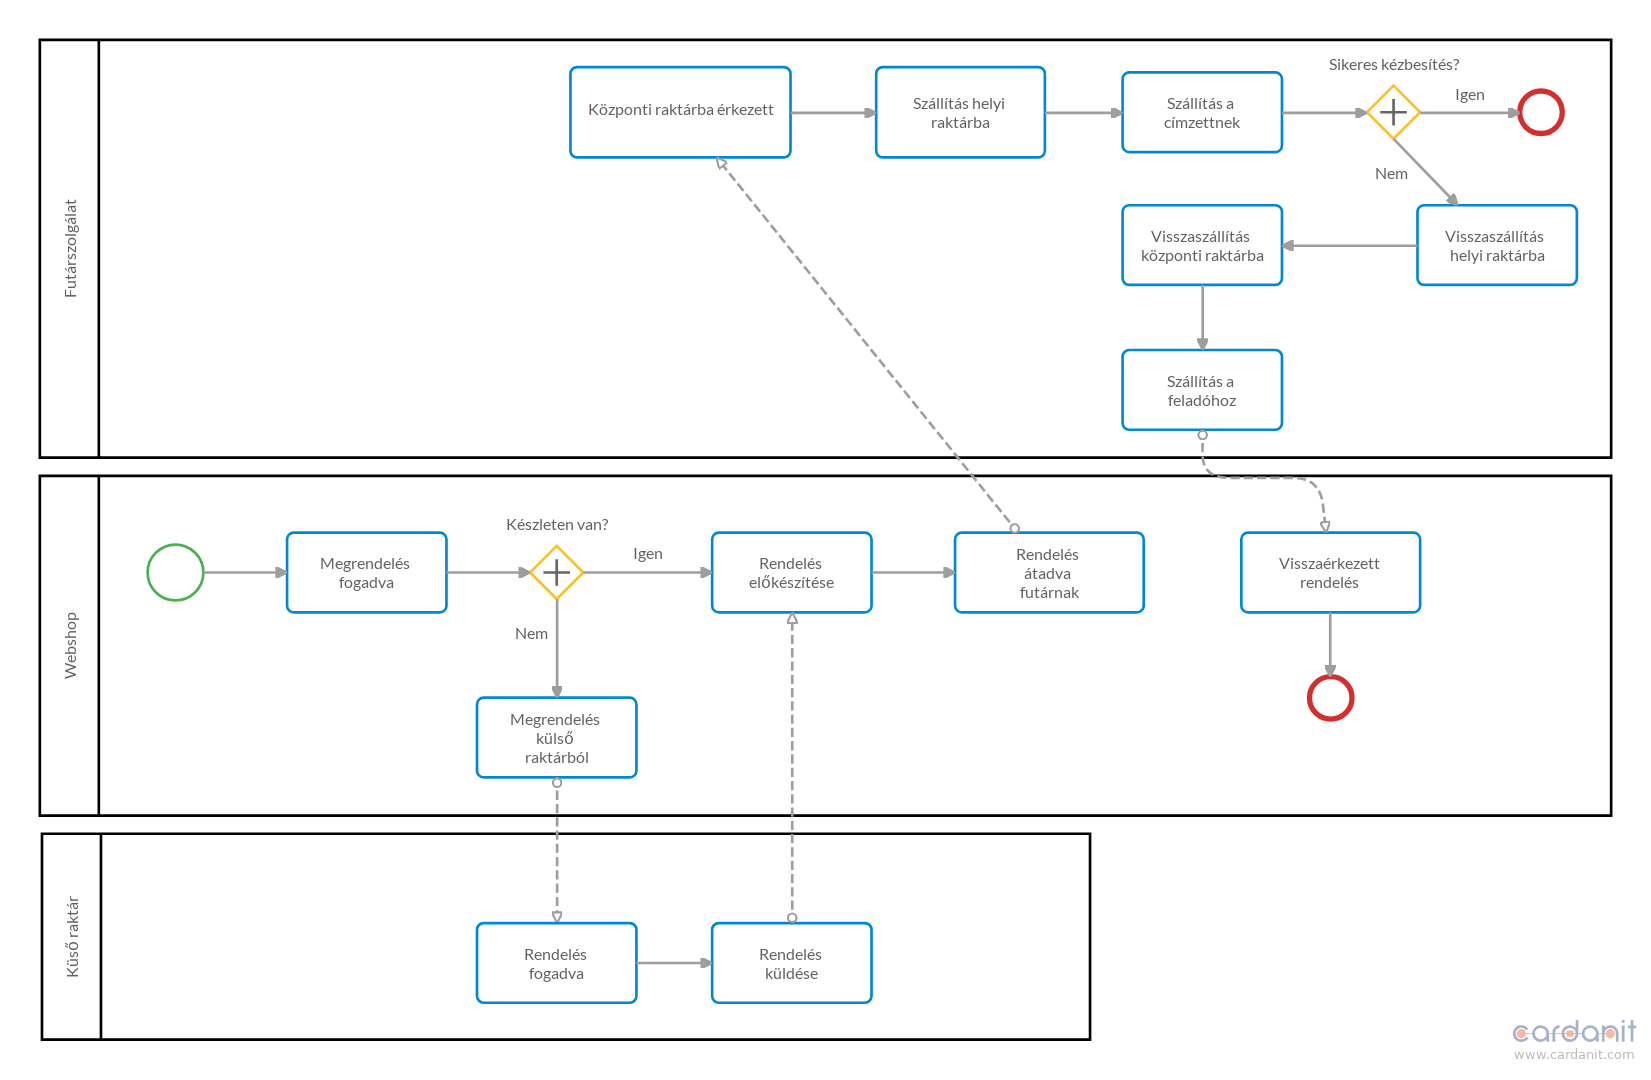 Futárszolgálat
Sikeres kézbesítés?
Központi raktárba érkezett
Szállítás helyi
raktárba
Szállítás a
címzettnek
Igen
Nem
Visszaszállítás
központi raktárba
Visszaszállítás
helyi raktárba
Szállítás a
feladóhoz
Webshop
Megrendelés
fogadva
Készleten van?
Igen
Nem
Rendelés
előkészítése
Rendelés
átadva
futárnak
Visszaérkezett
rendelés
Megrendelés
külső
raktárból
Küső raktár
Rendelés
fogadva
Rendelés
küldése
cardanit
www.cardanit.com